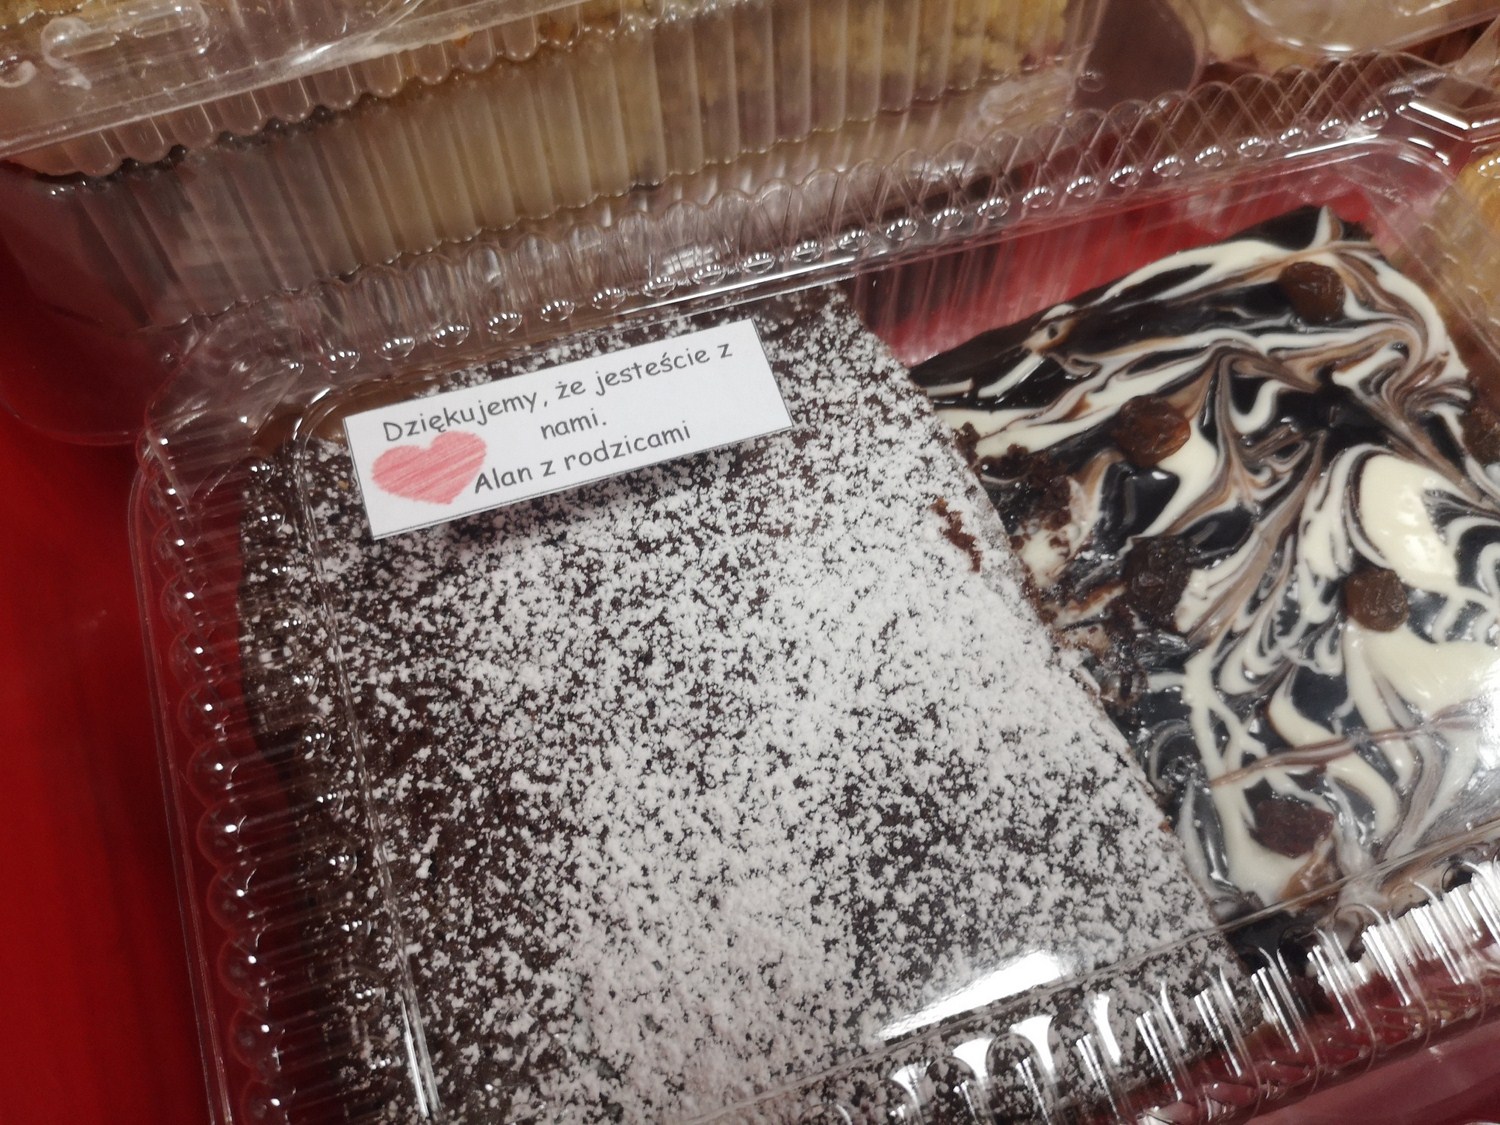 Dziękujemy, że jesteście z
nami.
Alan z rodzicami